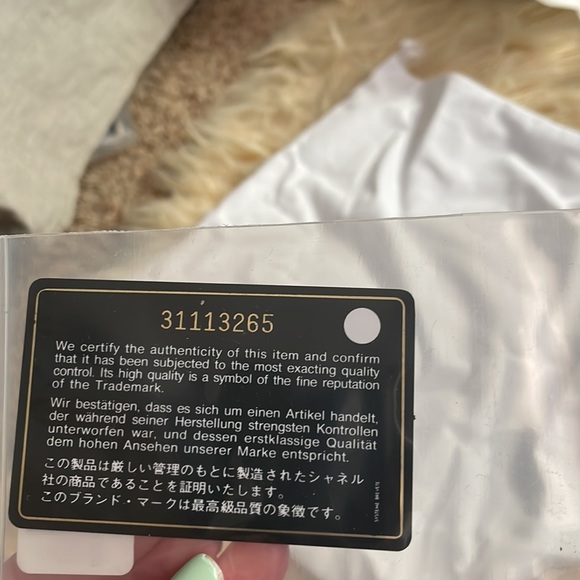 31113265
We certify the authenticity of this item and confirm
that it has been subjected to the most exacting quality
control. Its high quality is a symbol of the fine reputation
of the Trademark.
Wir bestätigen, dass es sich um einen Artikel handelt,
der während seiner Herstellung strengsten Kontrollen
unterworfen war, und dessen erstklassige Qualität
dem hohen Ansehen unserer Marke entspricht.
この製品は厳しい管理のもとに製造されたシャネル
社の商品であることを証明いたします。
このブランド・マークは最高級品質の象徴です。